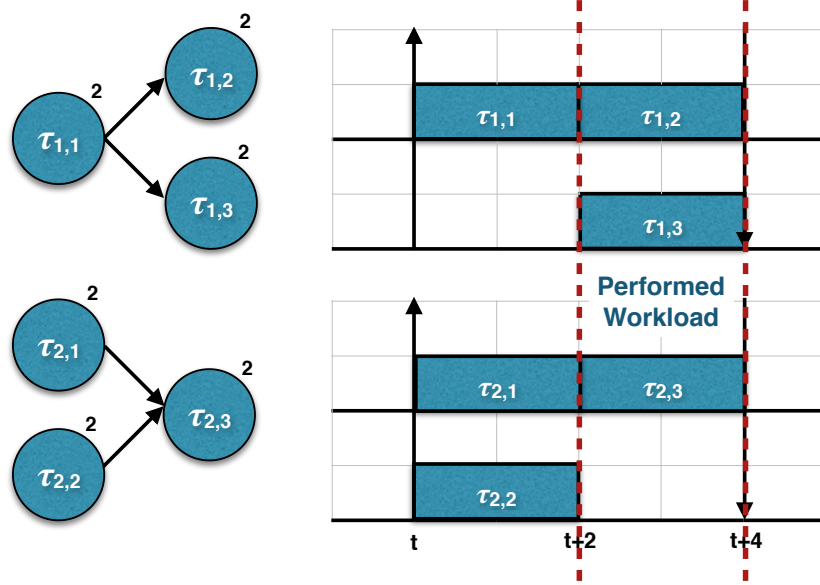 2
τ1,2
2
τ1,1
2
τ1,3
τ1,1
τ1,2
τ1,3
Performed
Workload
2
τ2,1
2
τ2,3
2
τ2,2
τ2,1
τ2,3
τ2,2
t
t+2
t+4